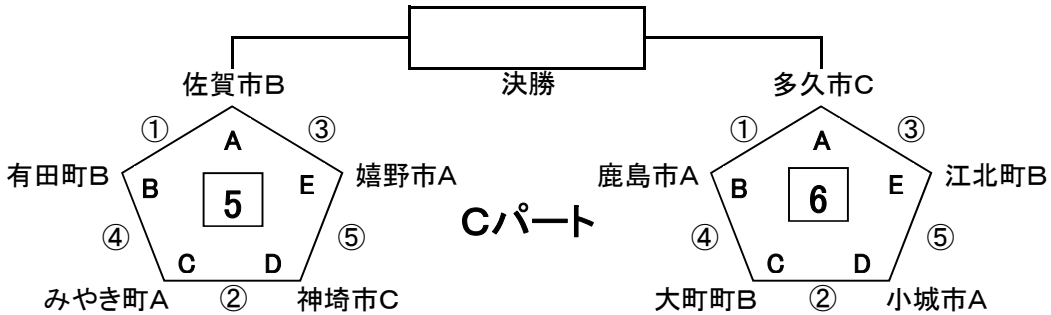 決勝
佐賀市B 多久市C
① ③ ① ③
A A
有田町B B E 嬉野市A 鹿島市A B E 江北町B
5 6
Cパート
④ ⑤ ④ ⑤
C D C D
みやき町A ② 神埼市C 大町町B ② 小城市A